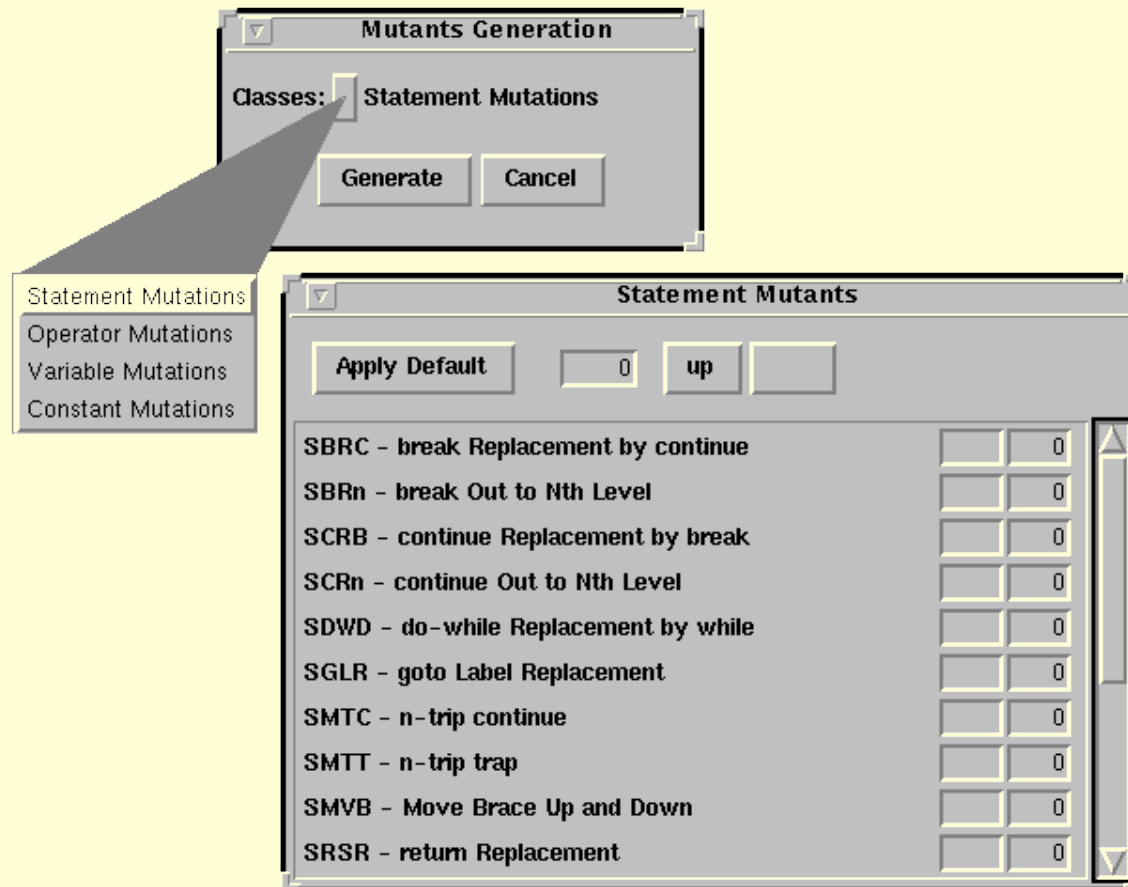 Mutants Generation
Classes: Statement Mutations
Generate Cancel
Statement Mutations
Operator Mutations
Variable Mutations
Constant Mutations
Statement Mutants
Apply Default 0 up
SBRC - break Replacement by continue 0
SBRn - break Out to Nth Level 0
SCRB - continue Replacement by break 0
SCRn - continue Out to Nth Level 0
SDWD - do-while Replacement by while 0
SGLR - goto Label Replacement 0
SMTC - n-trip continue 0
SMTT - n-trip trap 0
SMVB - Move Brace Up and Down 0
SRSR - return Replacement 0